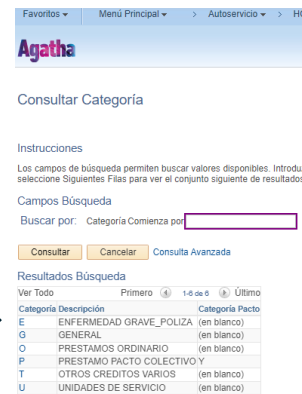 Favoritos Menú Principal > Autoservicio >
Agatha
Consultar Categoría
Instrucciones
Los campos de búsqueda permiten buscar valores disponibles.
seleccione Siguientes Filas para ver el conjunto siguiente de resultados
Campos Búsqueda
Buscar por: Categoría Comienza por
Consultar Cancelar Consulta Avanzada
Resultados Búsqueda
Ver Todo Primero 1-6 de 6 Último
Categoría Descripción Categoría Pacto
E ENFERMEDAD GRAVE_POLIZA (en blanco)
G GENERAL (en blanco)
O PRESTAMOS ORDINARIO (en blanco)
P PRESTAMO PACTO COLECTIVO Y
T OTROS CREDITOS VARIOS (en blanco)
U UNIDADES DE SERVICIO (en blanco)